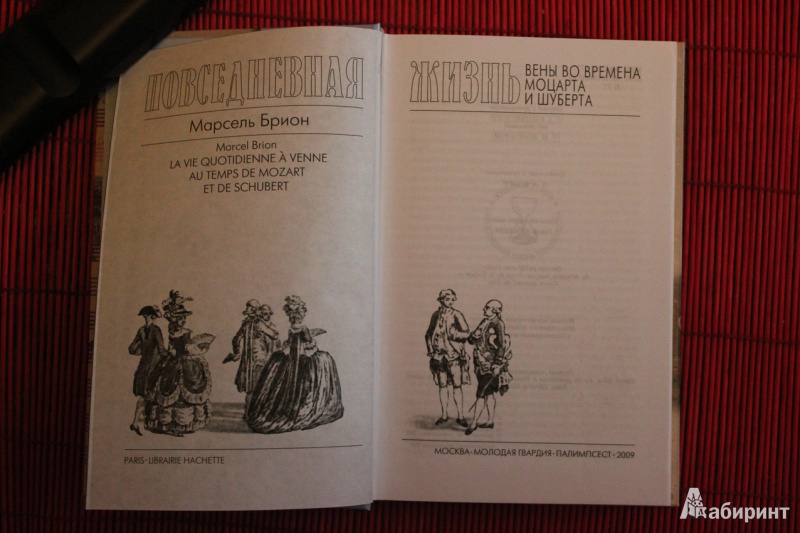 ПОВСЕДНЕВНАЯ
Марсель Брион
Marcel Brion
LA VIE QUOTIDIENNE À VENNE
AU TEMPS DE MOZART
ET DE SCHUBERT
PARIS · LIBRAIRIE HACHETTE
ЖИЗНЬ
ВЕНЫ ВО ВРЕМЕНА
МОЦАРТА
И ШУБЕРТА
МОСКВА · МОЛОДАЯ ГВАРДИЯ · ПАЛИМПСЕСТ · 2009
Лабиринт